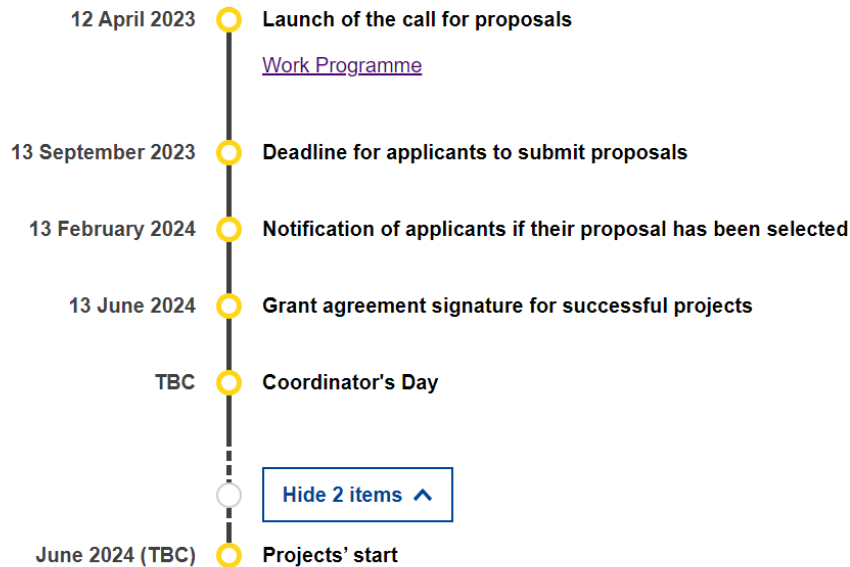 12 April 2023 Launch of the call for proposals
Work Programme
13 September 2023 Deadline for applicants to submit proposals
13 February 2024 Notification of applicants if their proposal has been selected
13 June 2024 Grant agreement signature for successful projects
TBC Coordinator's Day
Hide 2 items
June 2024 (TBC) Projects’ start